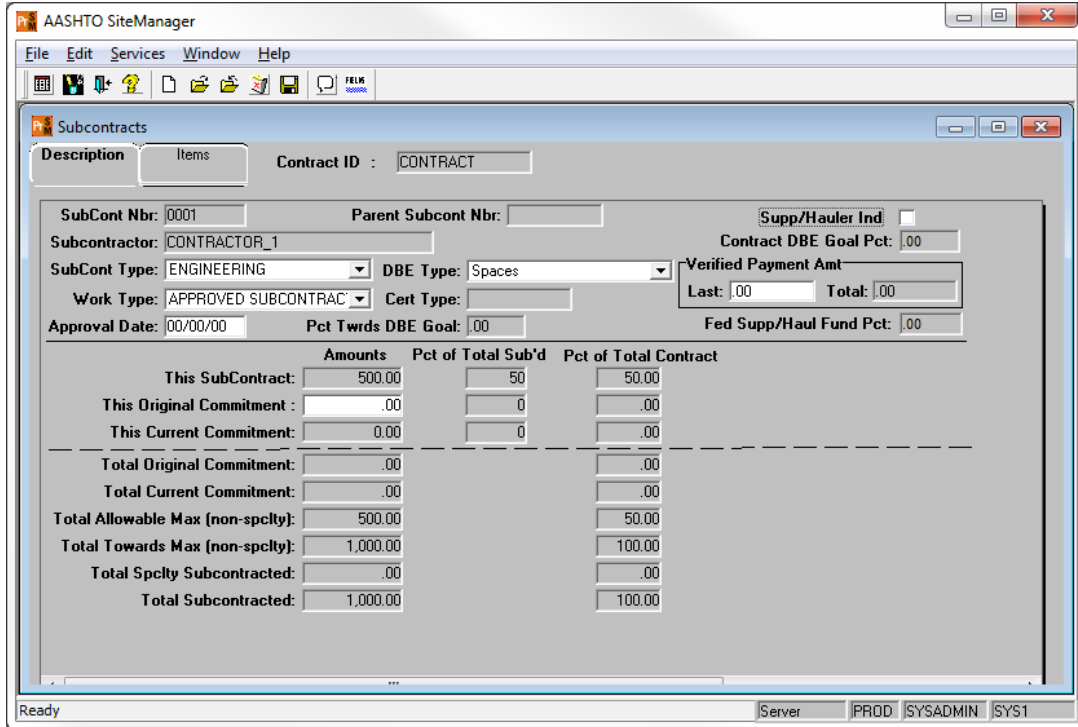 AASHTO SiteManager
File Edit Services Window Help
FELIX
Subcontracts
Description Items Contract ID : CONTRACT
SubCont Nbr: 0001 Parent Subcont Nbr: Supp/Hauler Ind
Subcontractor: CONTRACTOR_1 Contract DBE Goal Pct: .00
SubCont Type: ENGINEERING DBE Type: Spaces Verified Payment Amt
Work Type: APPROVED SUBCONTRAC Cert Type: Last: .00 Total: .00
Approval Date: 00/00/00 Pct Twrds DBE Goal: .00 Fed Supp/Haul Fund Pct: .00
Amounts Pct of Total Sub'd Pct of Total Contract
This SubContract: 500.00 50 50.00
This Original Commitment : .00 0 .00
This Current Commitment: 0.00 0 .00
Total Original Commitment: .00 .00
Total Current Commitment: .00 .00
Total Allowable Max (non-spclty): 500.00 50.00
Total Towards Max (non-spclty): 1,000.00 100.00
Total Spclty Subcontracted: .00 .00
Total Subcontracted: 1,000.00 100.00
Ready Server PROD SYSADMIN SYS1